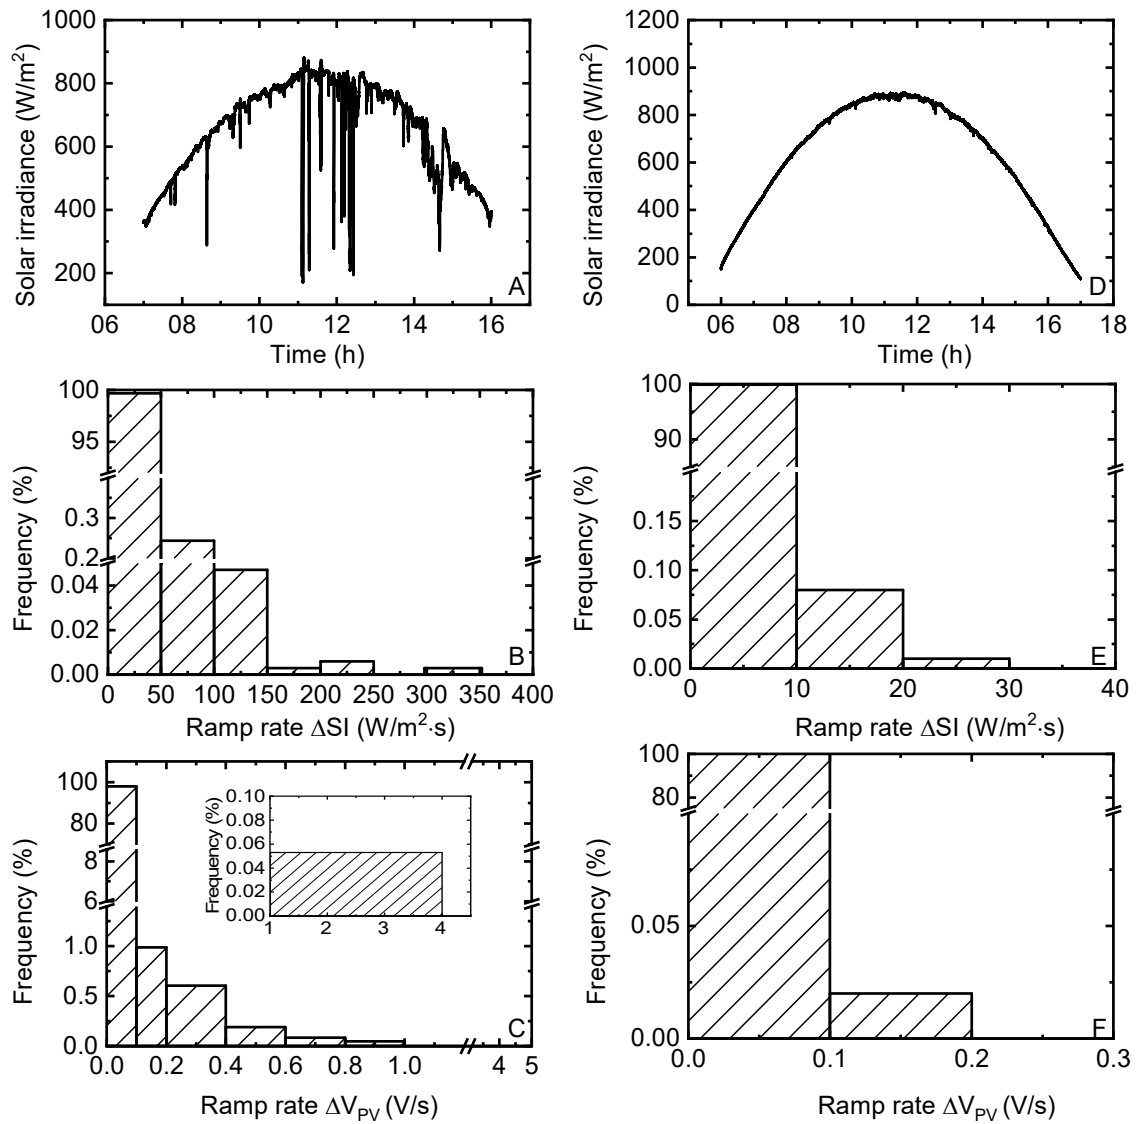 1000
800
600
400
200
Solar irradiance (W/m²)
A
06 08 10 12 14 16
Time (h)
1200
1000
800
600
400
200
0
Solar irradiance (W/m²)
D
06 08 10 12 14 16 18
Time (h)
100
95
0.3
0.2
0.04
0.02
0.00
Frequency (%)
B
0 50 100 150 200 250 300 350 400
Ramp rate ΔSI (W/m²·s)
100
90
0.15
0.10
0.05
0.00
Frequency (%)
E
0 10 20 30 40
Ramp rate ΔSI (W/m²·s)
100
80
8
6
1.0
0.5
0.0
Frequency (%)
0.10
0.08
0.06
0.04
0.02
0.00
Frequency (%)
1 2 3 4
C
0.0 0.2 0.4 0.6 0.8 1.0 4 5
Ramp rate ΔV_PV (V/s)
100
80
0.05
0.00
Frequency (%)
F
0.0 0.1 0.2 0.3
Ramp rate ΔV_PV (V/s)